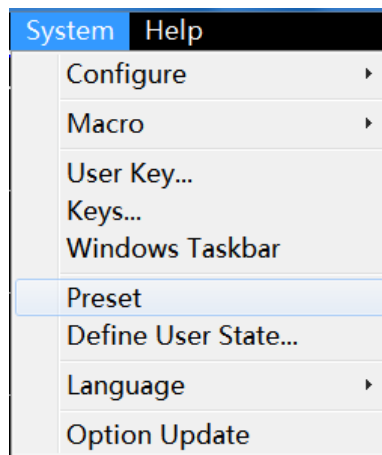 System Help
Configure
Macro
User Key...
Keys...
Windows Taskbar
Preset
Define User State...
Language
Option Update